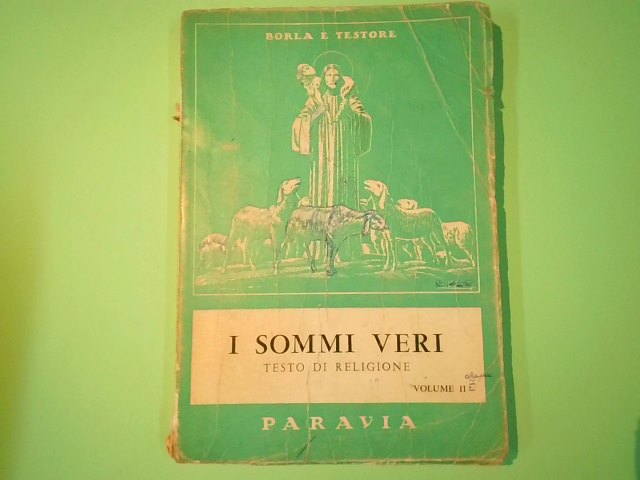 BORLA E TESTORE
I SOMMI VERI
TESTO DI RELIGIONE
VOLUME II
PARAVIA